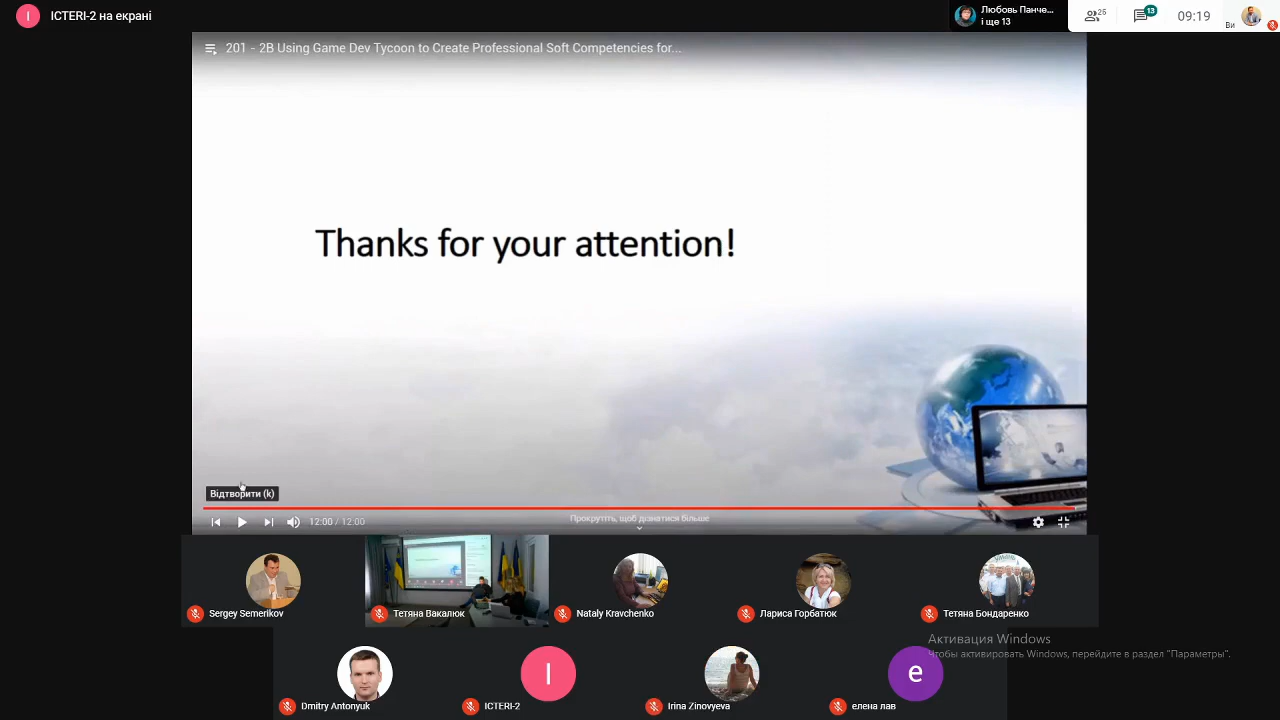 I
ICTERI-2 на екрані
Любовь Панче...
і ще 13
25
13
09:19
Ви
201 - 2B Using Game Dev Tycoon to Create Professional Soft Competencies for...
Thanks for your attention!
Відтворити (k)
12:00 / 12:00
Прокрутіть, щоб дізнатися більше
Sergey Semerikov
Тетяна Вакалюк
Nataly Kravchenko
Лариса Горбатюк
Тетяна Бондаренко
Активация Windows
Чтобы активировать Windows, перейдите в раздел "Параметры".
I
e
Dmitry Antonyuk
ICTERI-2
Irina Zinovyeva
елена лав